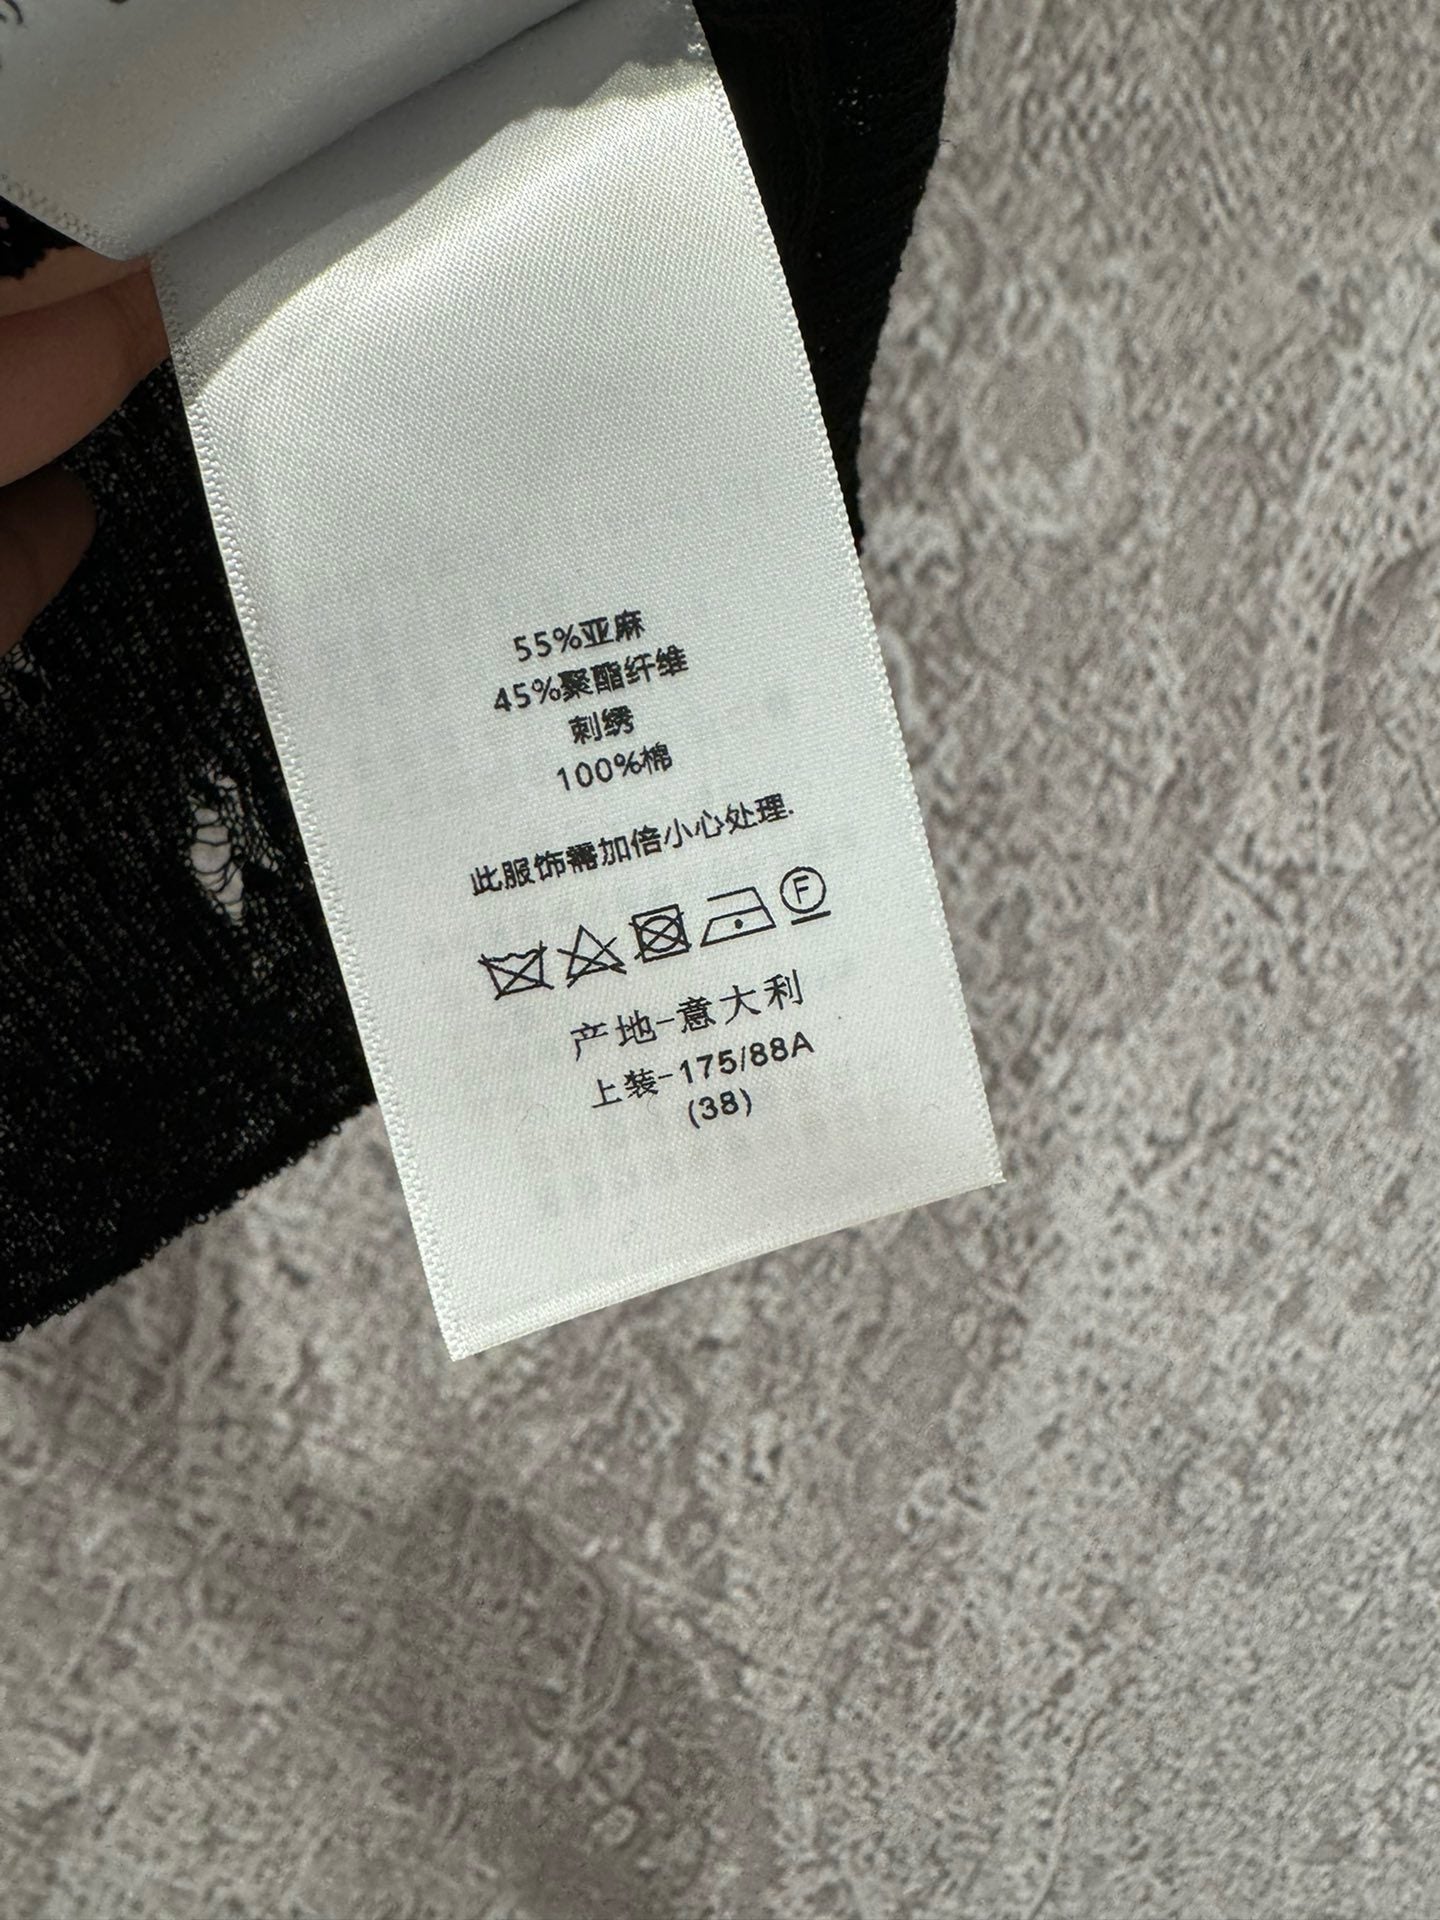 55%亚麻
45%聚酯纤维
刺绣
100%棉
此服饰需加倍小心处理.
F
产地-意大利
上装-175/88A
(38)